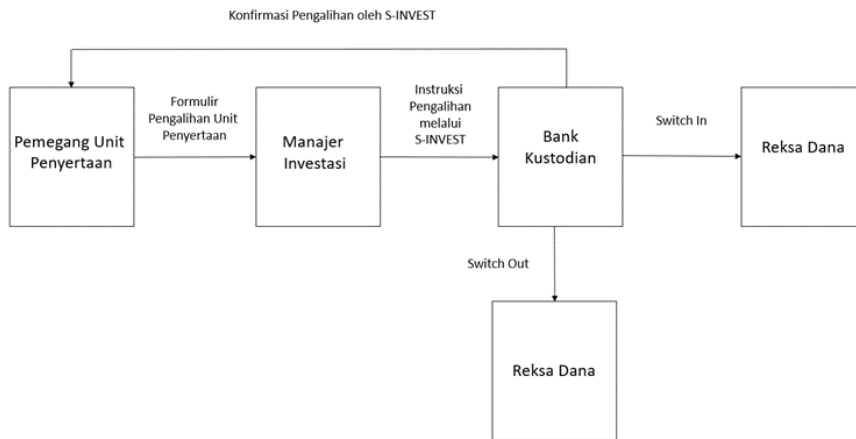 Konfirmasi Pengalihan oleh S-INVEST
Pemegang Unit
Penyertaan
Formulir
Pengalihan Unit
Penyertaan
Manajer
Investasi
Instruksi
Pengalihan
melalui
S-INVEST
Bank
Kustodian
Switch In
Reksa Dana
Switch Out
Reksa Dana